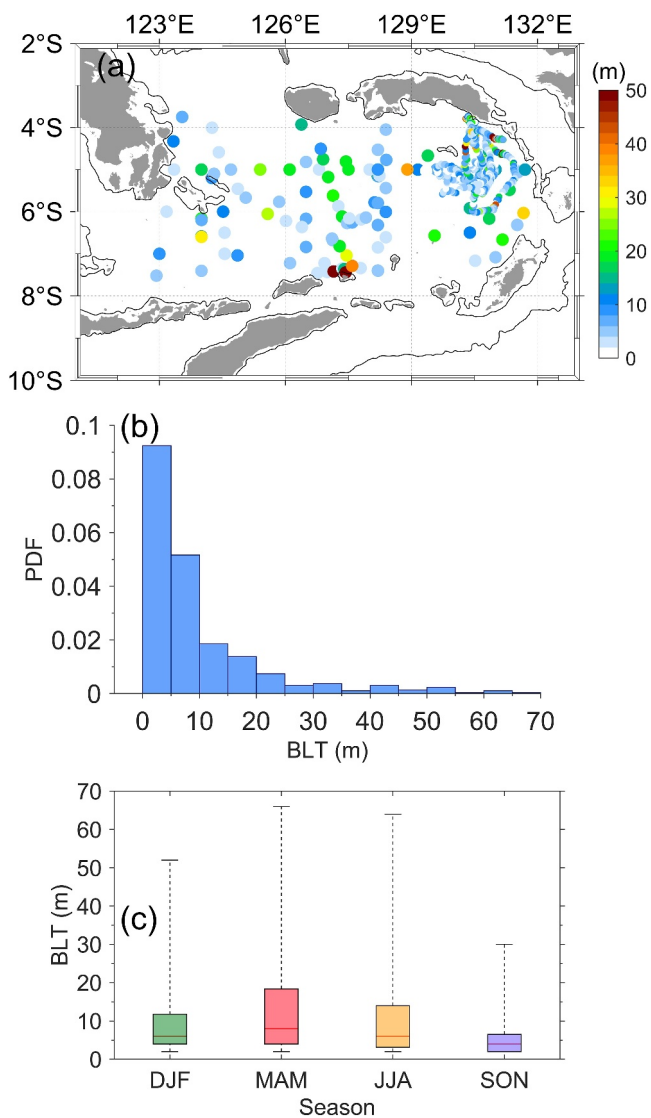 123°E 126°E 129°E 132°E
2°S
(a)
(m)
50
4°S
40
30
6°S
20
8°S
10
0
10°S
(b)
0.1
0.08
0.06
PDF
0.04
0.02
0
0 10 20 30 40 50 60 70
BLT (m)
70
60
50
40
BLT (m)
(c)
30
20
10
0
DJF MAM JJA SON
Season